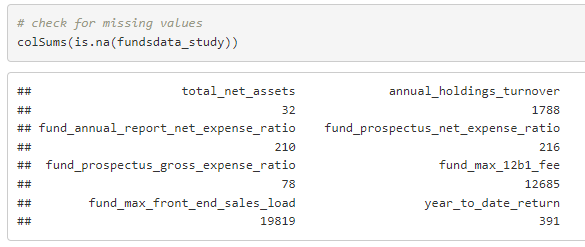 # check for missing values
colSums(is.na(fundsdata_study))
## total_net_assets annual_holdings_turnover
## 32 1788
## fund_annual_report_net_expense_ratio fund_prospectus_net_expense_ratio
## 210 216
## fund_prospectus_gross_expense_ratio fund_max_12b1_fee
## 78 12685
## fund_max_front_end_sales_load year_to_date_return
## 19819 391